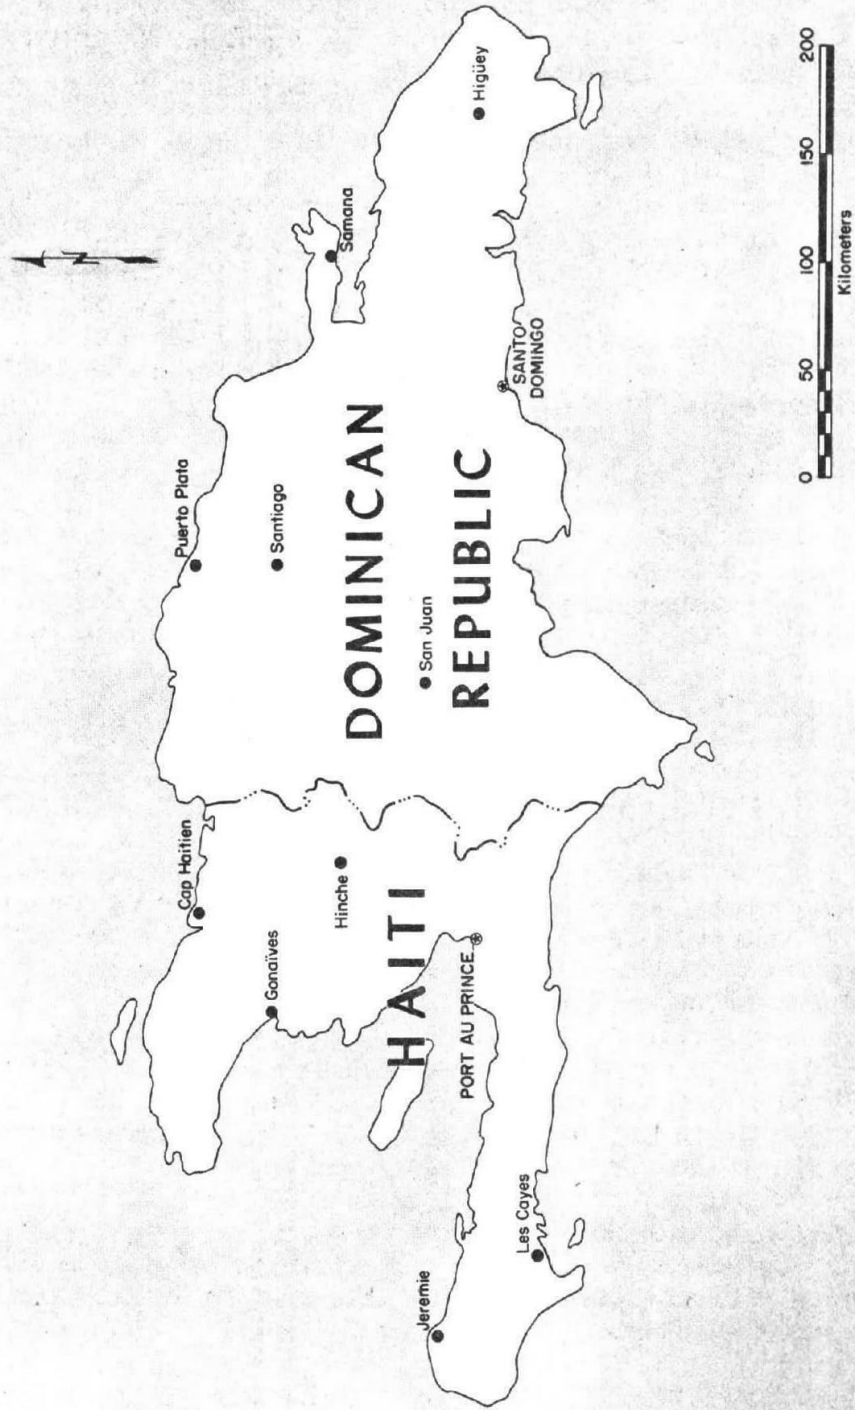 N
Puerto Plata
Cap Haïtien
Santiago
Samana
Gonaïves
Hinche
DOMINICAN
San Juan
HAITI
REPUBLIC
Higüey
Jeremie
PORT AU PRINCE
SANTO
DOMINGO
Les Cayes
0 50 100 150 200
Kilometers